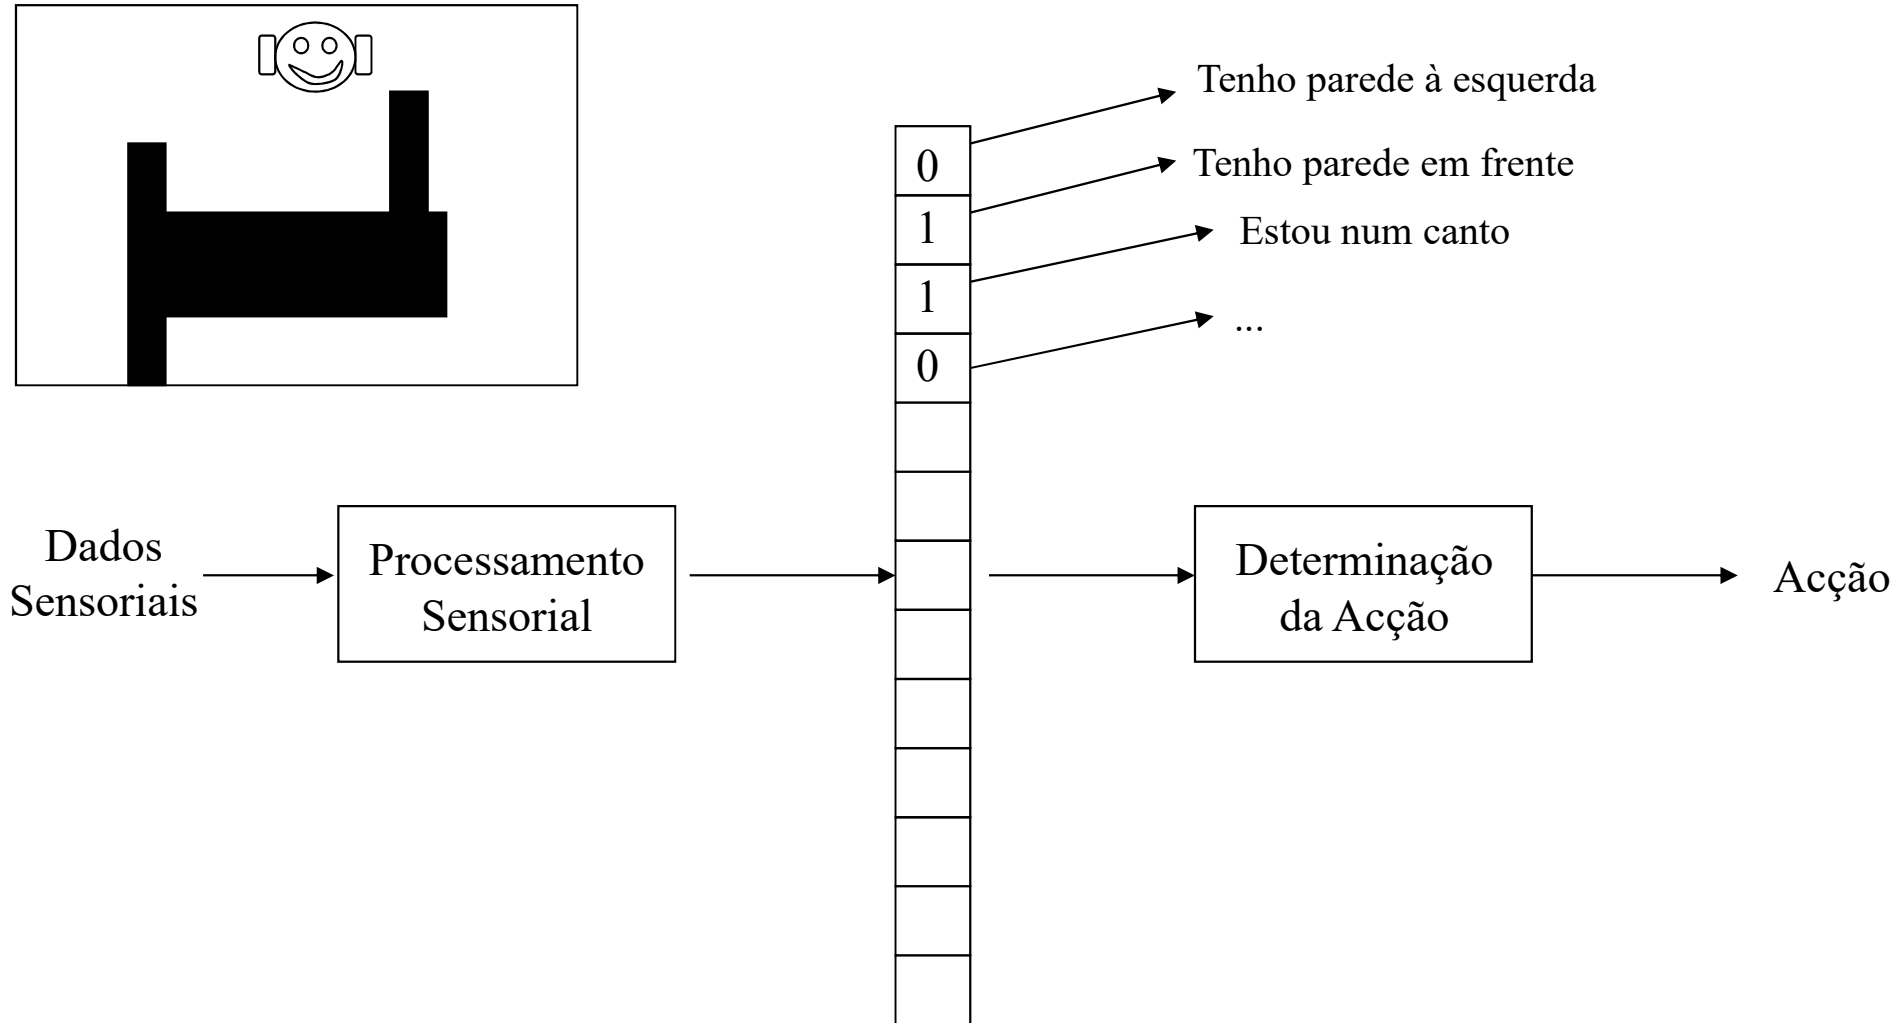 Tenho parede à esquerda
0
Tenho parede em frente
1
Estou num canto
1
...
0
Dados
Sensoriais
Processamento
Sensorial
Determinação
da Acção
Acção